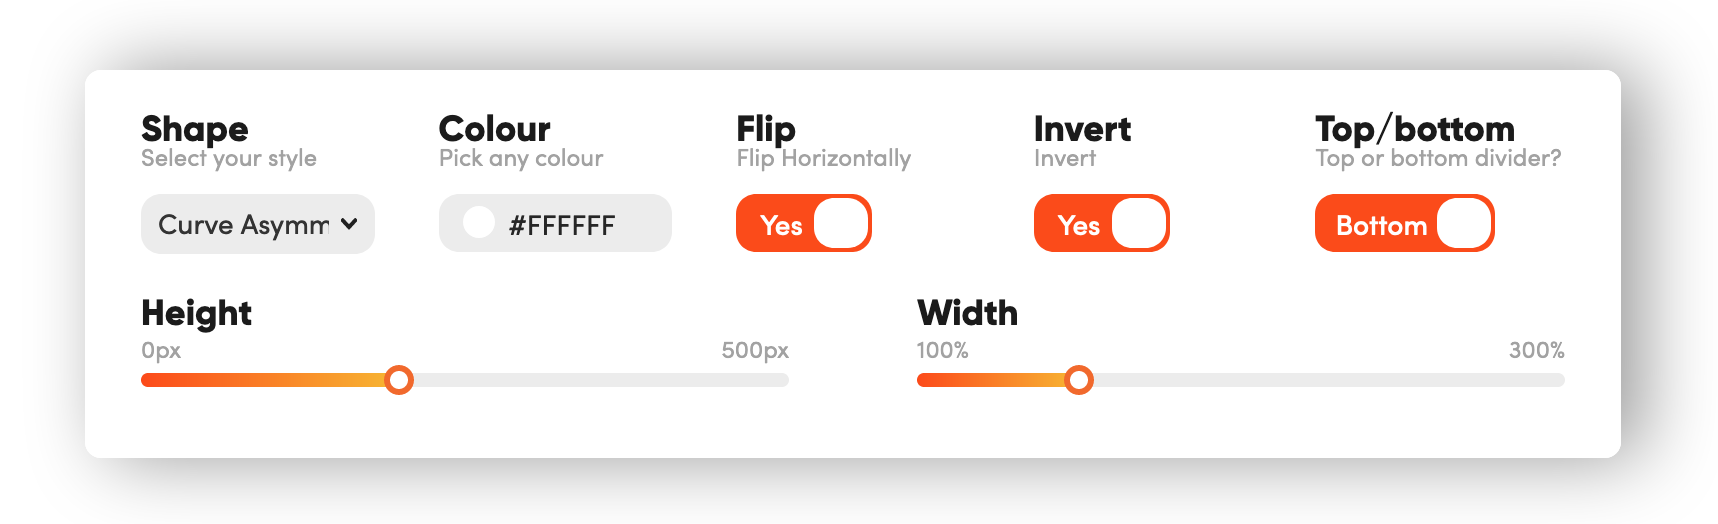 Shape
Select your style
Curve Asymm
Colour
Pick any colour
#FFFFFF
Flip
Flip Horizontally
Yes
Invert
Invert
Yes
Top/bottom
Top or bottom divider?
Bottom
Height
0px 500px
Width
100% 300%